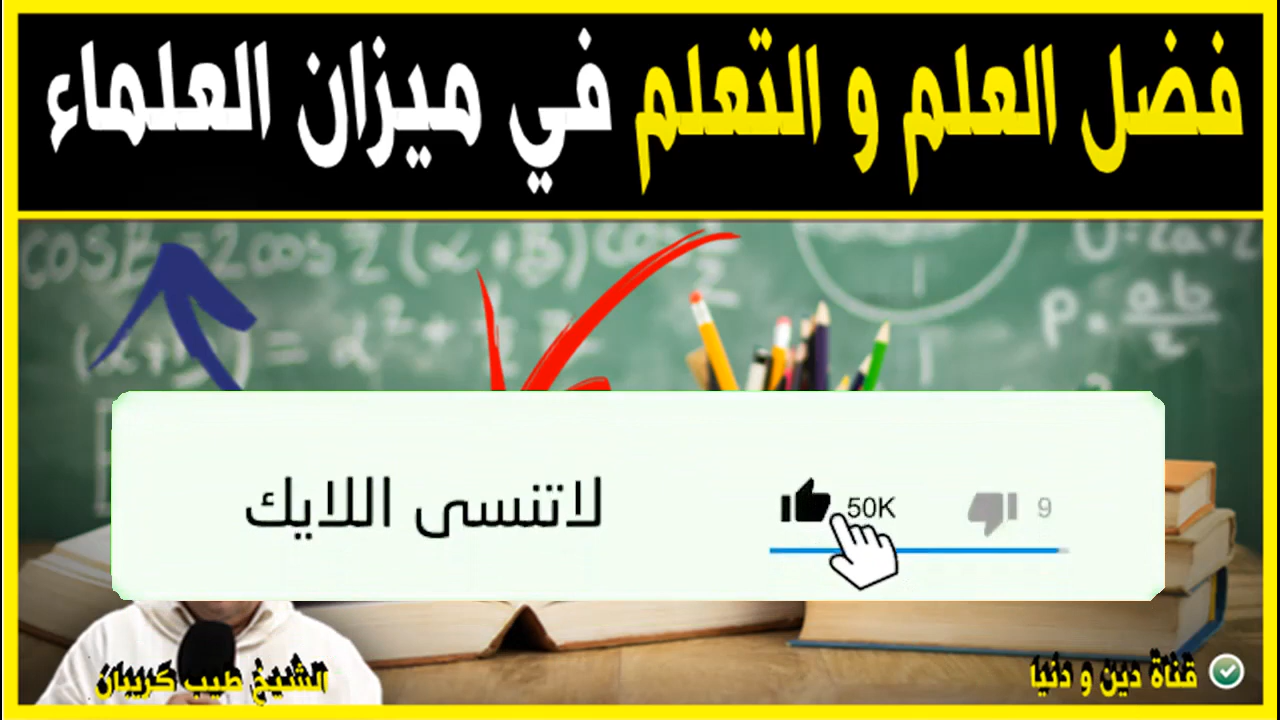 فضل العلم و التعلم في ميزان العلماء
لاتنسى اللايك
50K
9
الشيخ طيب كريبان
قناة دين و دنيا